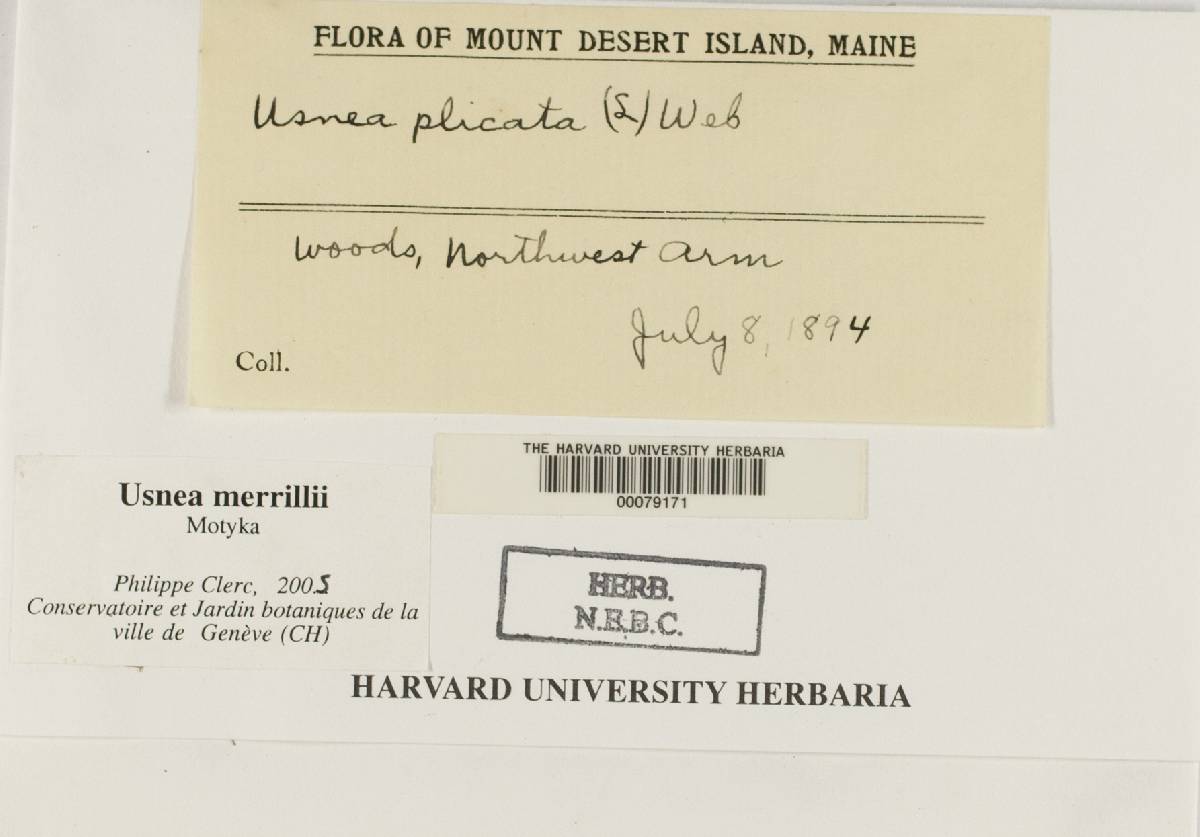 FLORA OF MOUNT DESERT ISLAND, MAINE
Usnea plicata (L) Web
woods, Northwest Arm
July 8, 1894
Coll.
THE HARVARD UNIVERSITY HERBARIA
00079171
Usnea merrillii
Motyka
Philippe Clerc, 2005
Conservatoire et Jardin botaniques de la
ville de Genève (CH)
HERB.
N.E.B.C.
HARVARD UNIVERSITY HERBARIA